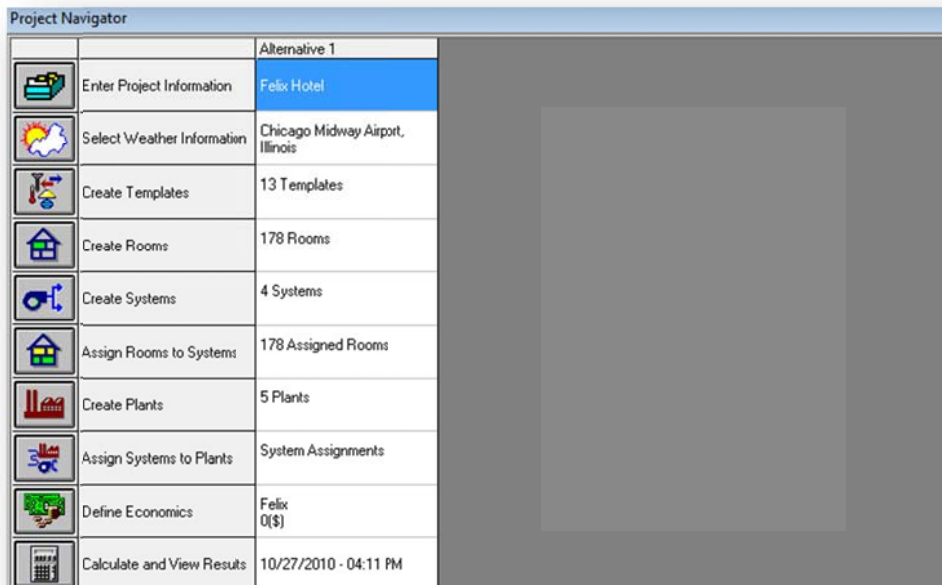 Project Navigator
Alternative 1
Enter Project Information Felix Hotel
Select Weather Information Chicago Midway Airport,
Illinois
Create Templates 13 Templates
Create Rooms 178 Rooms
Create Systems 4 Systems
Assign Rooms to Systems 178 Assigned Rooms
Create Plants 5 Plants
Assign Systems to Plants System Assignments
Define Economics Felix
0($)
Calculate and View Results 10/27/2010 - 04:11 PM